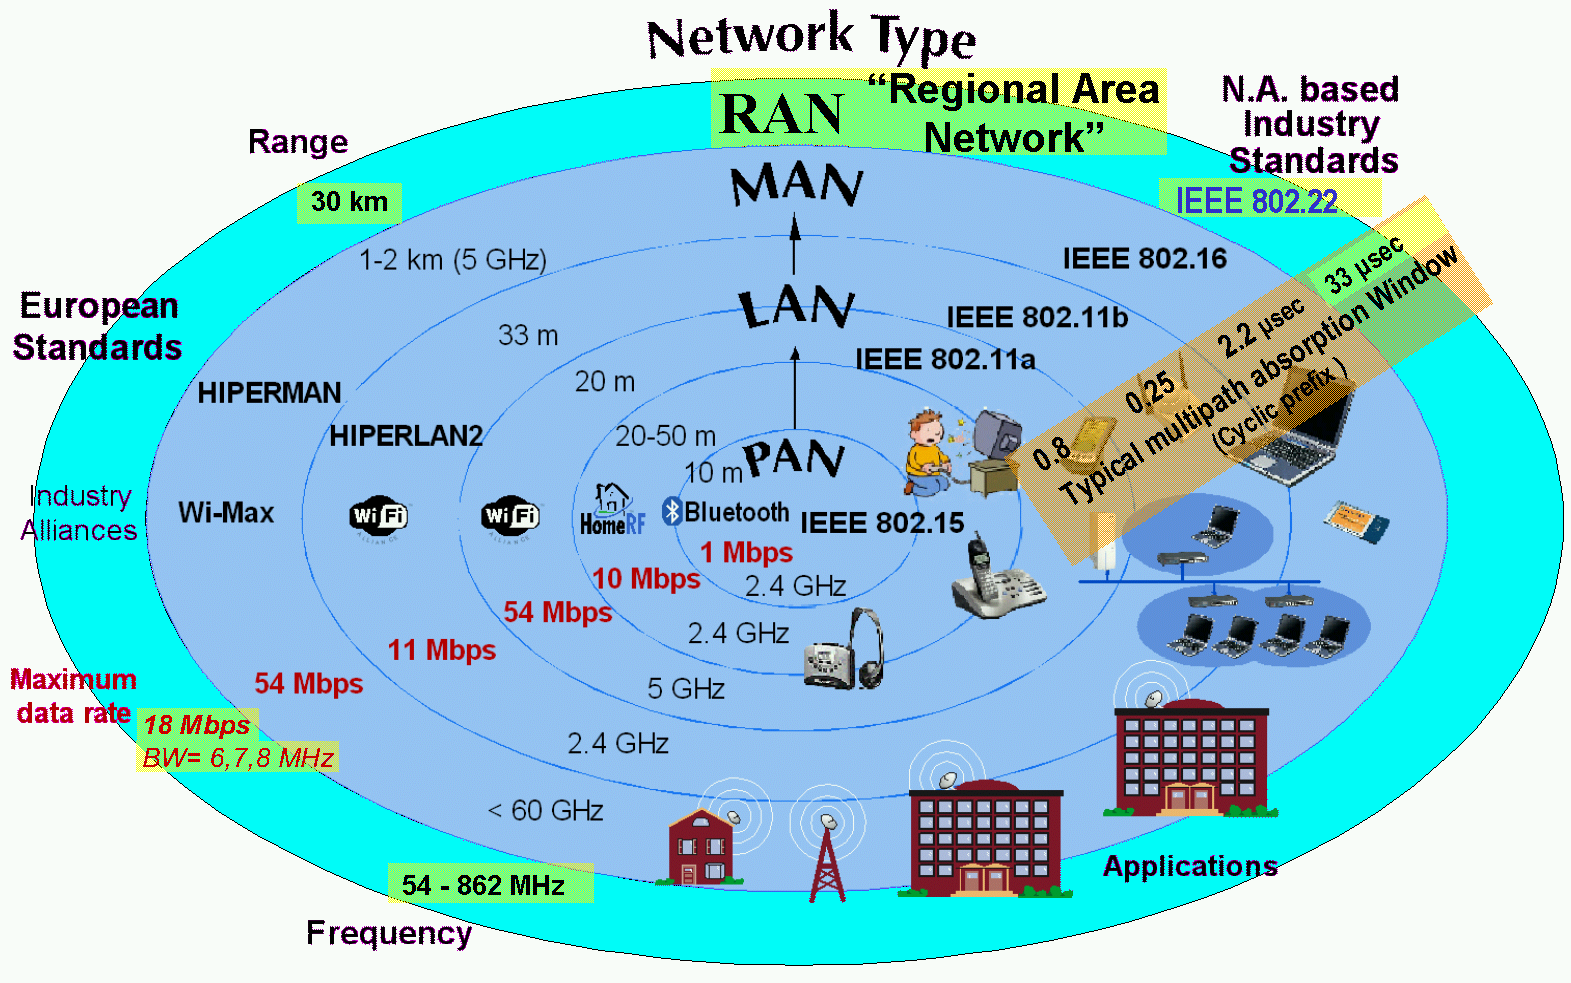 Network Type
RAN
“Regional Area
Network”
N.A. based
Industry
Standards
IEEE 802.22
Range
30 km
MAN
1-2 km (5 GHz)
IEEE 802.16
33 µsec
European
Standards
LAN
33 m
IEEE 802.11b
2.2 µsec
20 m
IEEE 802.11a
0.25
HIPERMAN
HIPERLAN2
20-50 m
10 m
PAN
0.8
Typical multipath absorption Window
(Cyclic prefix )
Industry
Alliances
Wi-Max
WiFi
ALLIANCE
WiFi
ALLIANCE
HomeRF
Bluetooth
IEEE 802.15
1 Mbps
10 Mbps
2.4 GHz
54 Mbps
2.4 GHz
11 Mbps
5 GHz
54 Mbps
2.4 GHz
Maximum
data rate
18 Mbps
BW= 6,7,8 MHz
< 60 GHz
54 - 862 MHz
Applications
Frequency